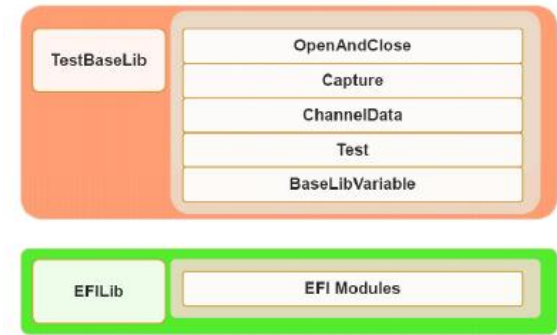 TestBaseLib
OpenAndClose
Capture
ChannelData
Test
BaseLibVariable
EFILib
EFI Modules